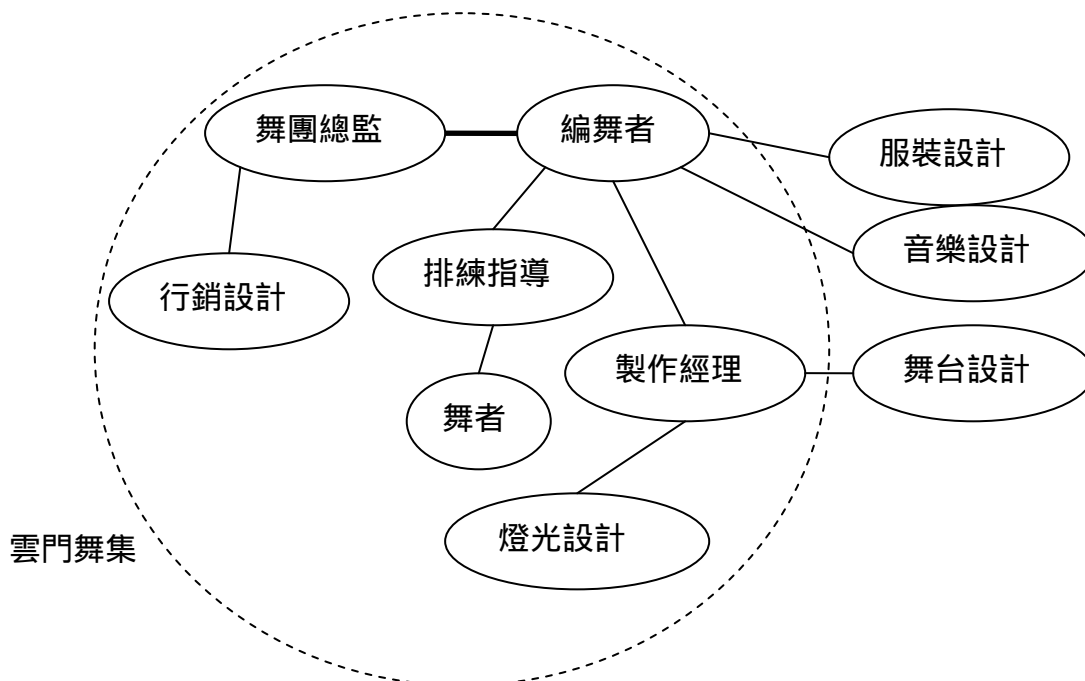 舞團總監
編舞者
服裝設計
音樂設計
行銷設計
排練指導
製作經理
舞台設計
舞者
燈光設計
雲門舞集